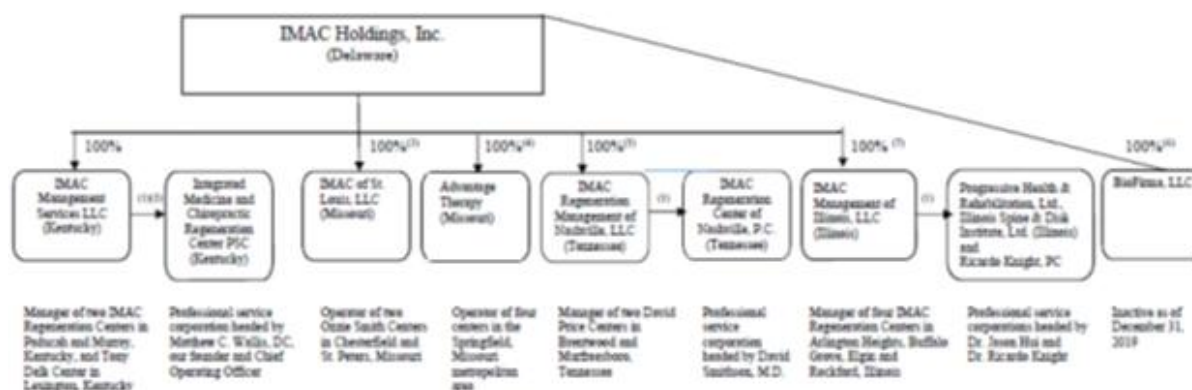 IMAC Holdings, Inc.
(Delaware)
100%
100%(3)
100%(4)
100%(5)
100% (7)
100%(6)
IMAC
Management
Services LLC
(Kentucky)
Integrated
Medicine and
Chiropractic
Regeneration
Center PSC
(Kentucky)
IMAC of St.
Louis, LLC
(Missouri)
Advantage
Therapy
(Missouri)
IMAC
Regeneration
Management of
Nashville, LLC
(Tennessee)
IMAC
Regeneration
Center of
Nashville, P.C.
(Tennessee)
IMAC
Management of
Illinois, LLC
(Illinois)
Progressive Health &
Rehabilitation, Ltd.,
Illinois Spine & Disk
Institute, Ltd. (Illinois)
and
Ricardo Knight, PC
BioFirma, LLC
Manager of two IMAC
Regeneration Centers in
Paducah and Murray,
Kentucky, and Tony
Delk Center in
Lexington, Kentucky
Professional service
corporation headed by
Matthew C. Wallis, DC,
our founder and Chief
Operating Officer
Operator of two
Ozzie Smith Centers
in Chesterfield and
St. Peters, Missouri
Operator of four
centers in the
Springfield,
Missouri
metropolitan
area
Manager of two David
Price Centers in
Brentwood and
Murfreesboro,
Tennessee
Professional
service
corporation
headed by David
Smithson, M.D.
Manager of four IMAC
Regeneration Centers in
Arlington Heights, Buffalo
Grove, Elgin and
Rockford, Illinois
Professional service
corporations headed by
Dr. Jason Hui and
Dr. Ricardo Knight
Inactive as of
December 31,
2019